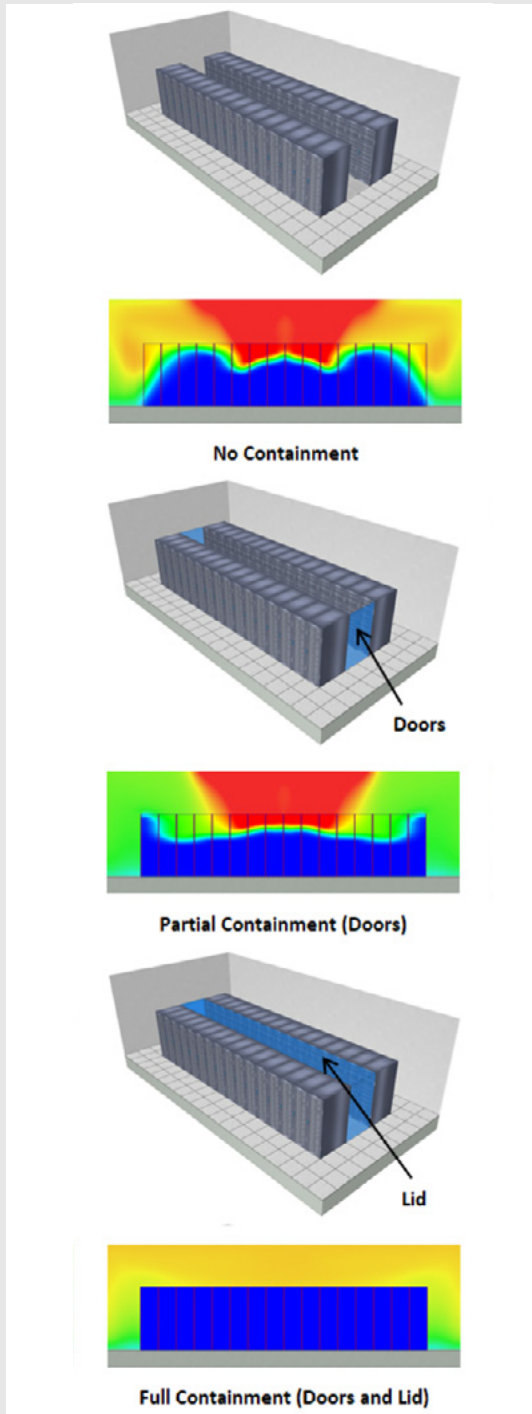 No Containment
Doors
Partial Containment (Doors)
Lid
Full Containment (Doors and Lid)